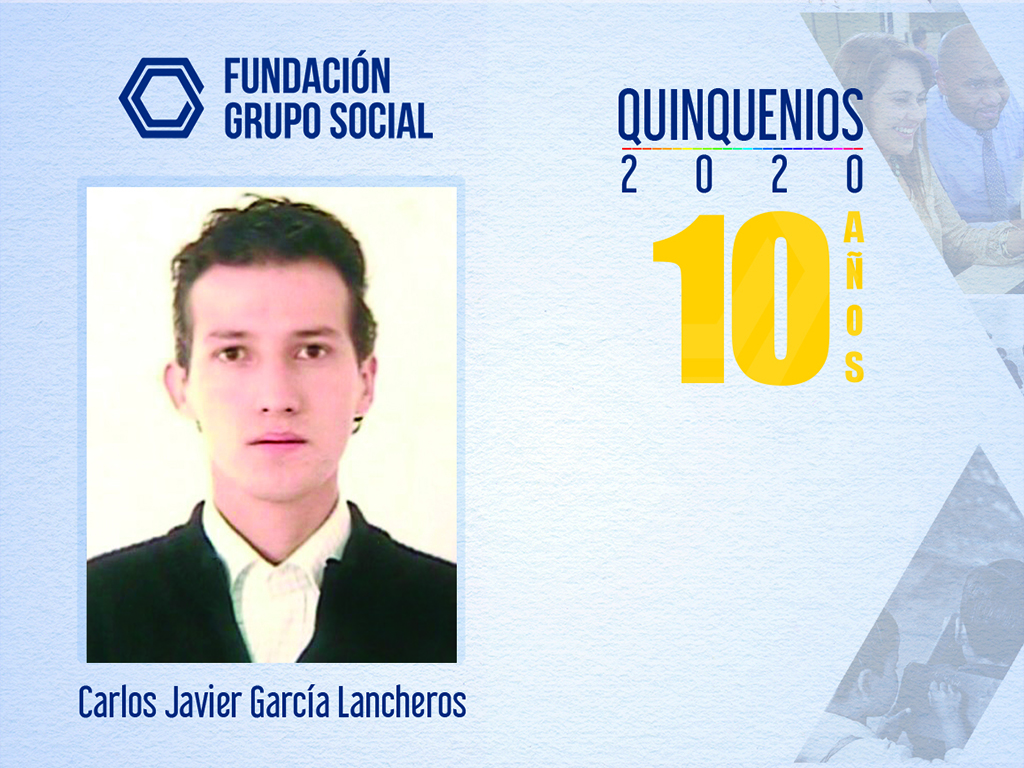 FUNDACIÓN
GRUPO SOCIAL
QUINQUENIOS
2020
10
AÑOS
Carlos Javier García Lancheros